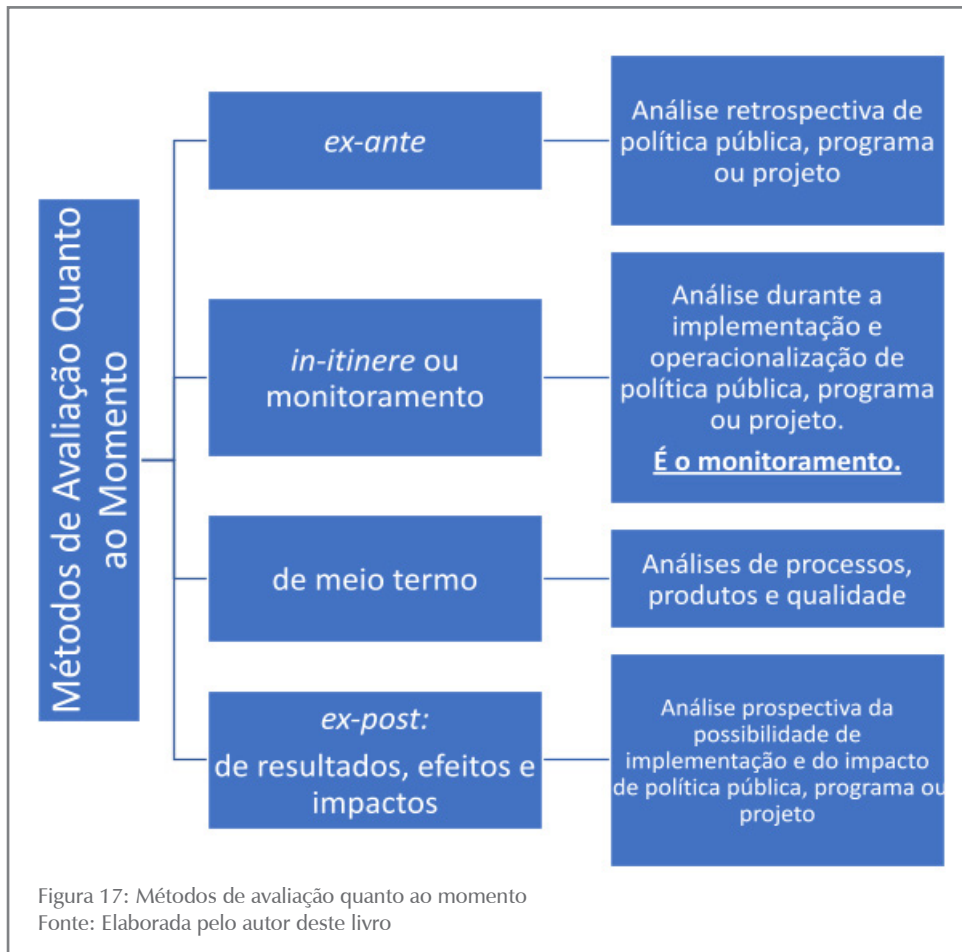 Métodos de Avaliação Quanto
ao Momento
ex-ante
Análise retrospectiva de
política pública, programa
ou projeto
in-itinere ou
monitoramento
Análise durante a
implementação e
operacionalização de
política pública, programa
ou projeto.
É o monitoramento.
de meio termo
Análises de processos,
produtos e qualidade
ex-post:
de resultados, efeitos e
impactos
Análise prospectiva da
possibilidade de
implementação e do impacto
de política pública, programa ou
projeto
Figura 17: Métodos de avaliação quanto ao momento
Fonte: Elaborada pelo autor deste livro